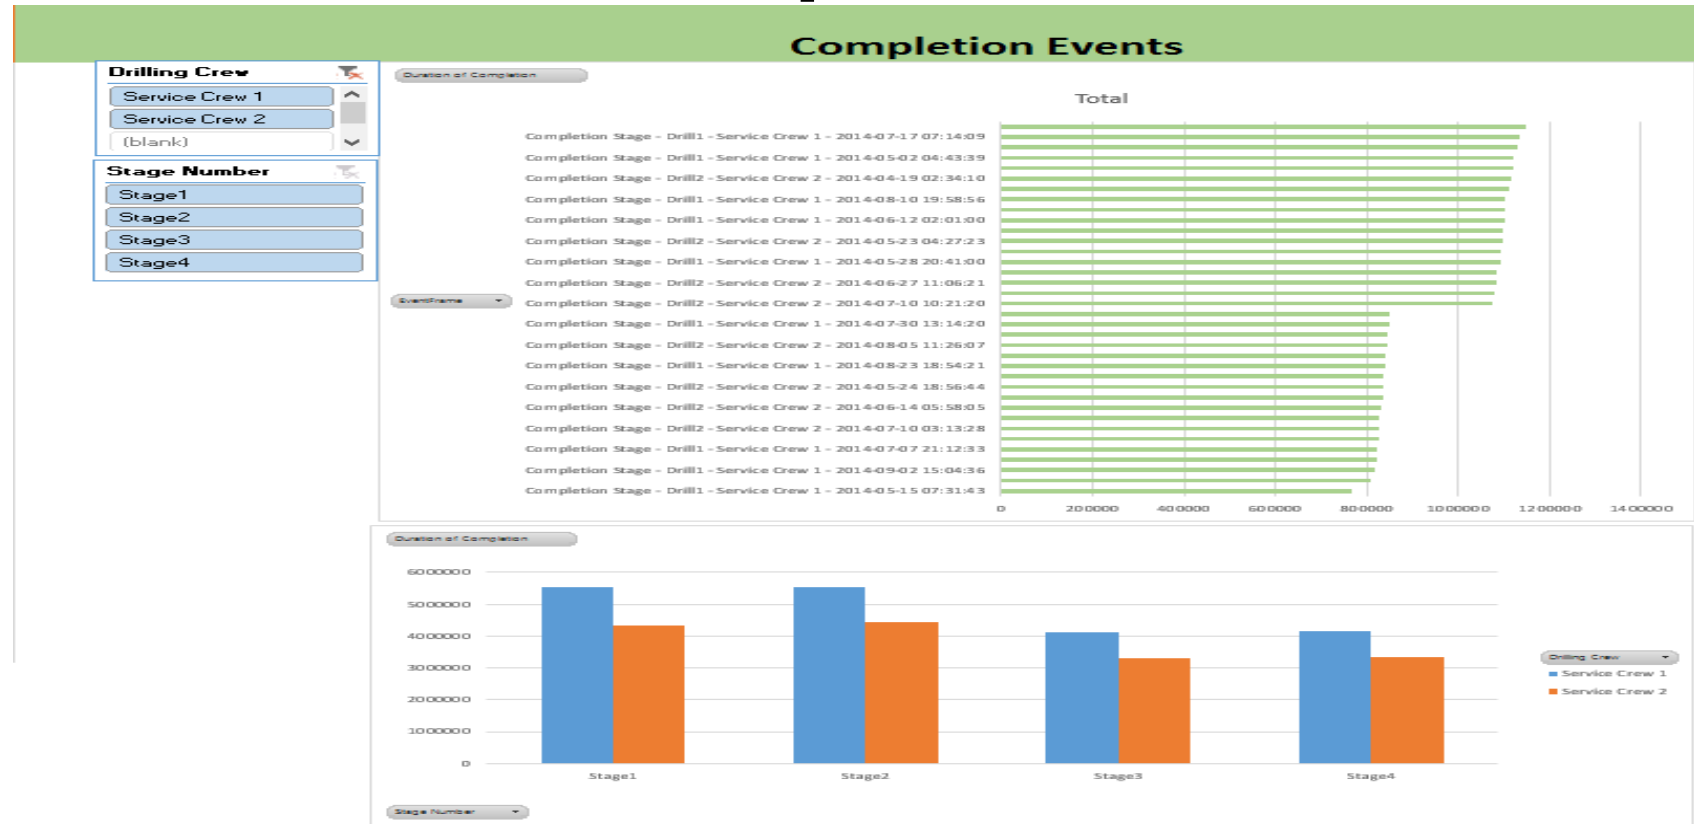 Completion Events
Drilling Crew
Service Crew 1
Service Crew 2
(blank)
Stage Number
Stage1
Stage2
Stage3
Stage4
Duration of Completion
Total
Completion Stage - Drill1 - Service Crew 1 - 2014-07-17 07:14:09
Completion Stage - Drill1 - Service Crew 1 - 2014-05-02 04:43:39
Completion Stage - Drill2 - Service Crew 2 - 2014-04-19 02:34:10
Completion Stage - Drill1 - Service Crew 1 - 2014-08-10 19:58:56
Completion Stage - Drill1 - Service Crew 1 - 2014-06-12 02:01:00
Completion Stage - Drill2 - Service Crew 2 - 2014-05-23 04:27:23
Completion Stage - Drill1 - Service Crew 1 - 2014-05-28 20:41:00
Completion Stage - Drill2 - Service Crew 2 - 2014-06-27 11:06:21
EventFrame
Completion Stage - Drill2 - Service Crew 2 - 2014-07-10 10:21:20
Completion Stage - Drill1 - Service Crew 1 - 2014-07-30 13:14:20
Completion Stage - Drill2 - Service Crew 2 - 2014-08-05 11:26:07
Completion Stage - Drill1 - Service Crew 1 - 2014-08-23 18:54:21
Completion Stage - Drill2 - Service Crew 2 - 2014-05-24 18:56:44
Completion Stage - Drill2 - Service Crew 2 - 2014-06-14 05:58:05
Completion Stage - Drill2 - Service Crew 2 - 2014-07-10 03:13:28
Completion Stage - Drill1 - Service Crew 1 - 2014-07-07 21:12:33
Completion Stage - Drill1 - Service Crew 1 - 2014-09-02 15:04:36
Completion Stage - Drill1 - Service Crew 1 - 2014-05-15 07:31:43
0 200000 400000 600000 800000 1000000 1200000 1400000
Duration of Completion
6000000
5000000
4000000
3000000
2000000
1000000
0
Stage1 Stage2 Stage3 Stage4
Drilling Crew
Service Crew 1
Service Crew 2
Stage Number